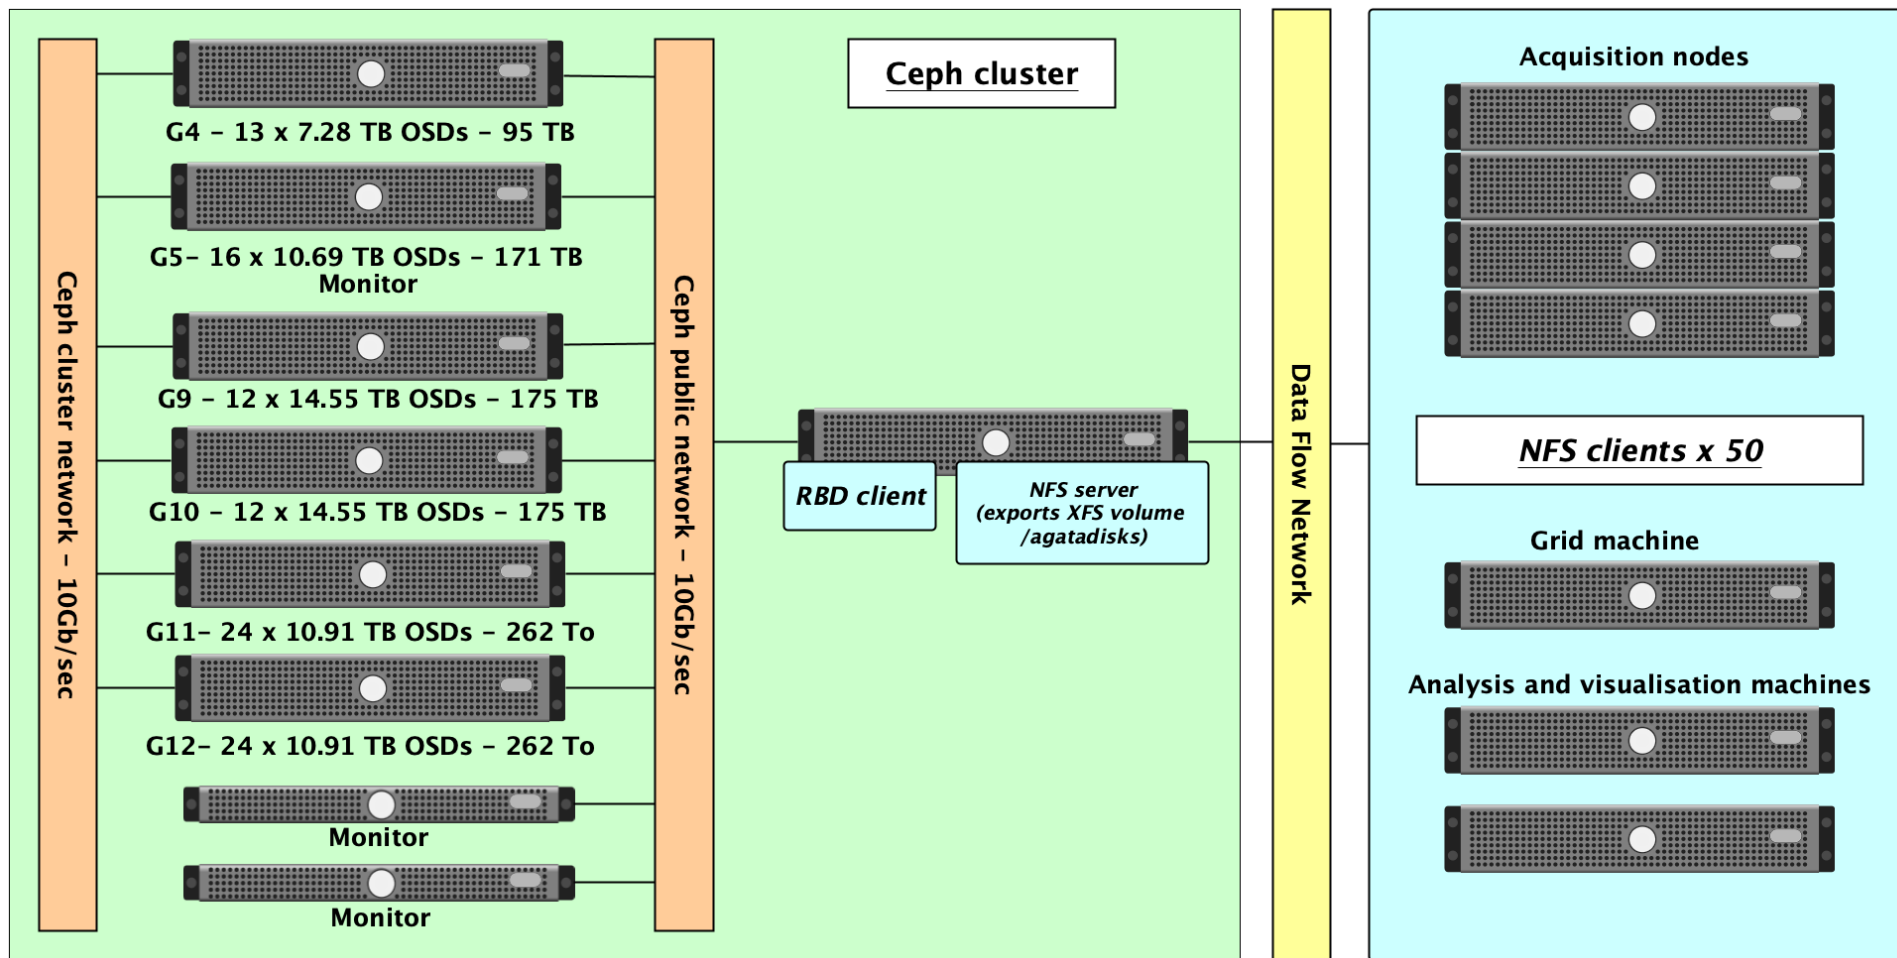 Ceph cluster network – 10Gb/sec
G4 – 13 x 7.28 TB OSDs – 95 TB
G5– 16 x 10.69 TB OSDs – 171 TB
Monitor
G9 – 12 x 14.55 TB OSDs – 175 TB
G10 – 12 x 14.55 TB OSDs – 175 TB
G11– 24 x 10.91 TB OSDs – 262 To
G12– 24 x 10.91 TB OSDs – 262 To
Monitor
Monitor
Ceph public network – 10Gb/sec
Ceph cluster
RBD client
NFS server
(exports XFS volume
/agatadisks)
Data Flow Network
Acquisition nodes
NFS clients x 50
Grid machine
Analysis and visualisation machines